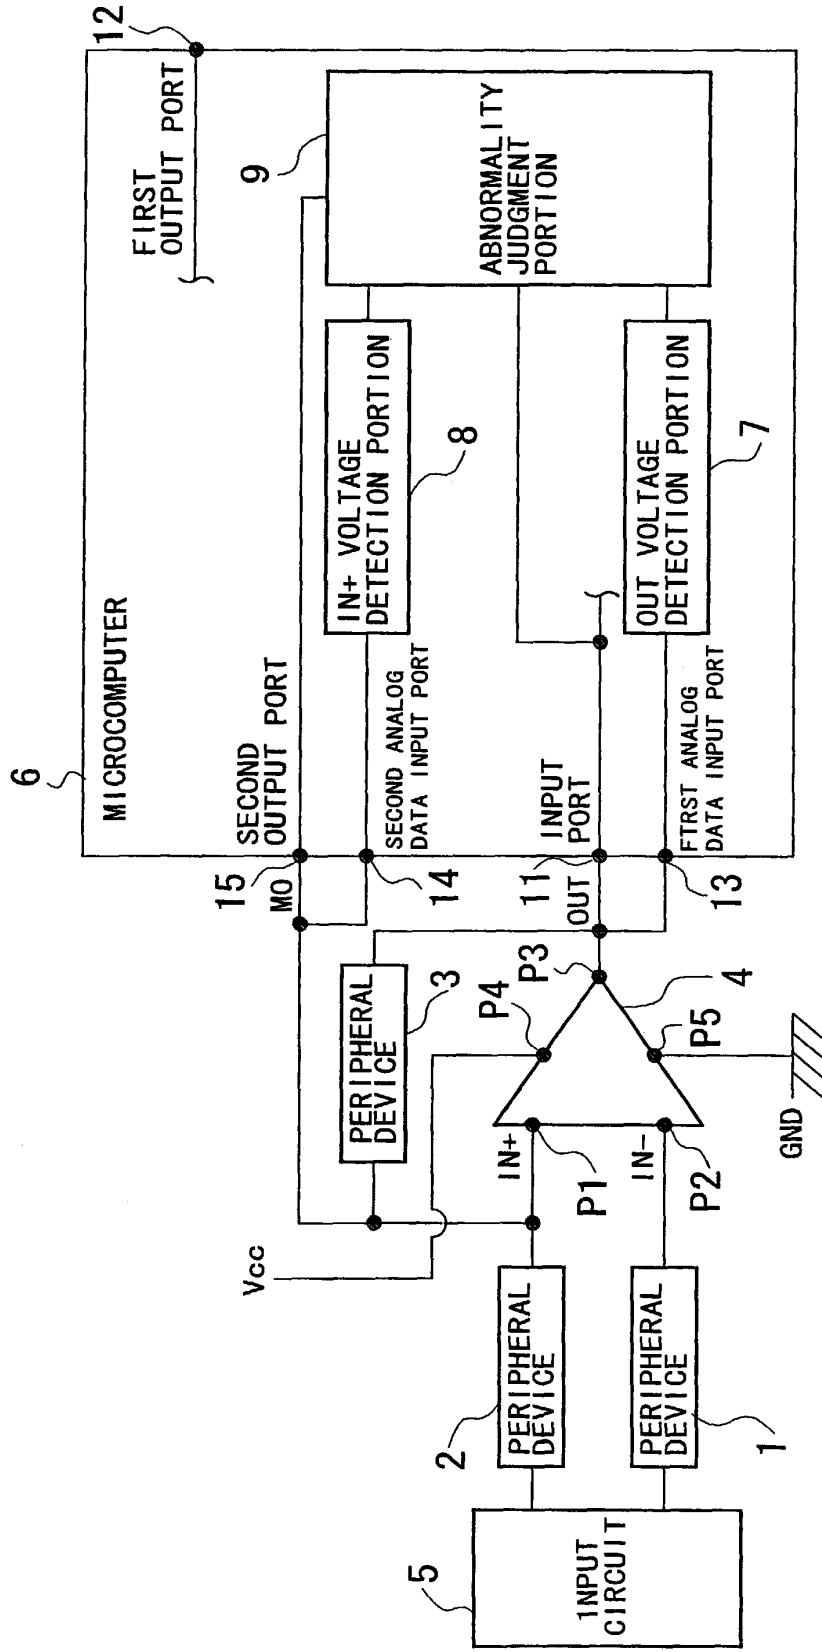 6
MICROCOMPUTER
12
FIRST
OUTPUT PORT
9
ABNORMALITY
JUDGMENT
PORTION
IN+ VOLTAGE
DETECTION PORTION
8
OUT VOLTAGE
DETECTION PORTION
7
SECOND
OUTPUT PORT
15
MO
SECOND ANALOG
DATA INPUT PORT
14
INPUT
PORT
11
OUT
FTRST ANALOG
DATA INPUT PORT
13
PERIPHERAL
DEVICE
3
Vcc
P4
P3
4
P5
GND
IN+
P1
IN-
P2
2
PERIPHERAL
DEVICE
PERIPHERAL
DEVICE
1
5
1NPUT
CIRCUIT